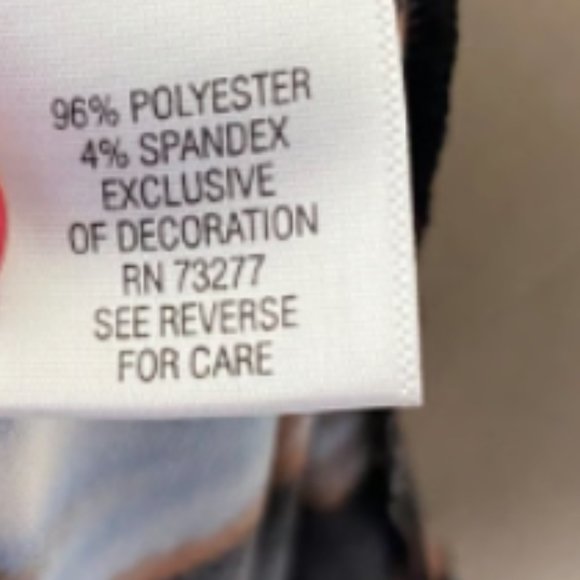 96% POLYESTER
4% SPANDEX
EXCLUSIVE
OF DECORATION
RN 73277
SEE REVERSE
FOR CARE